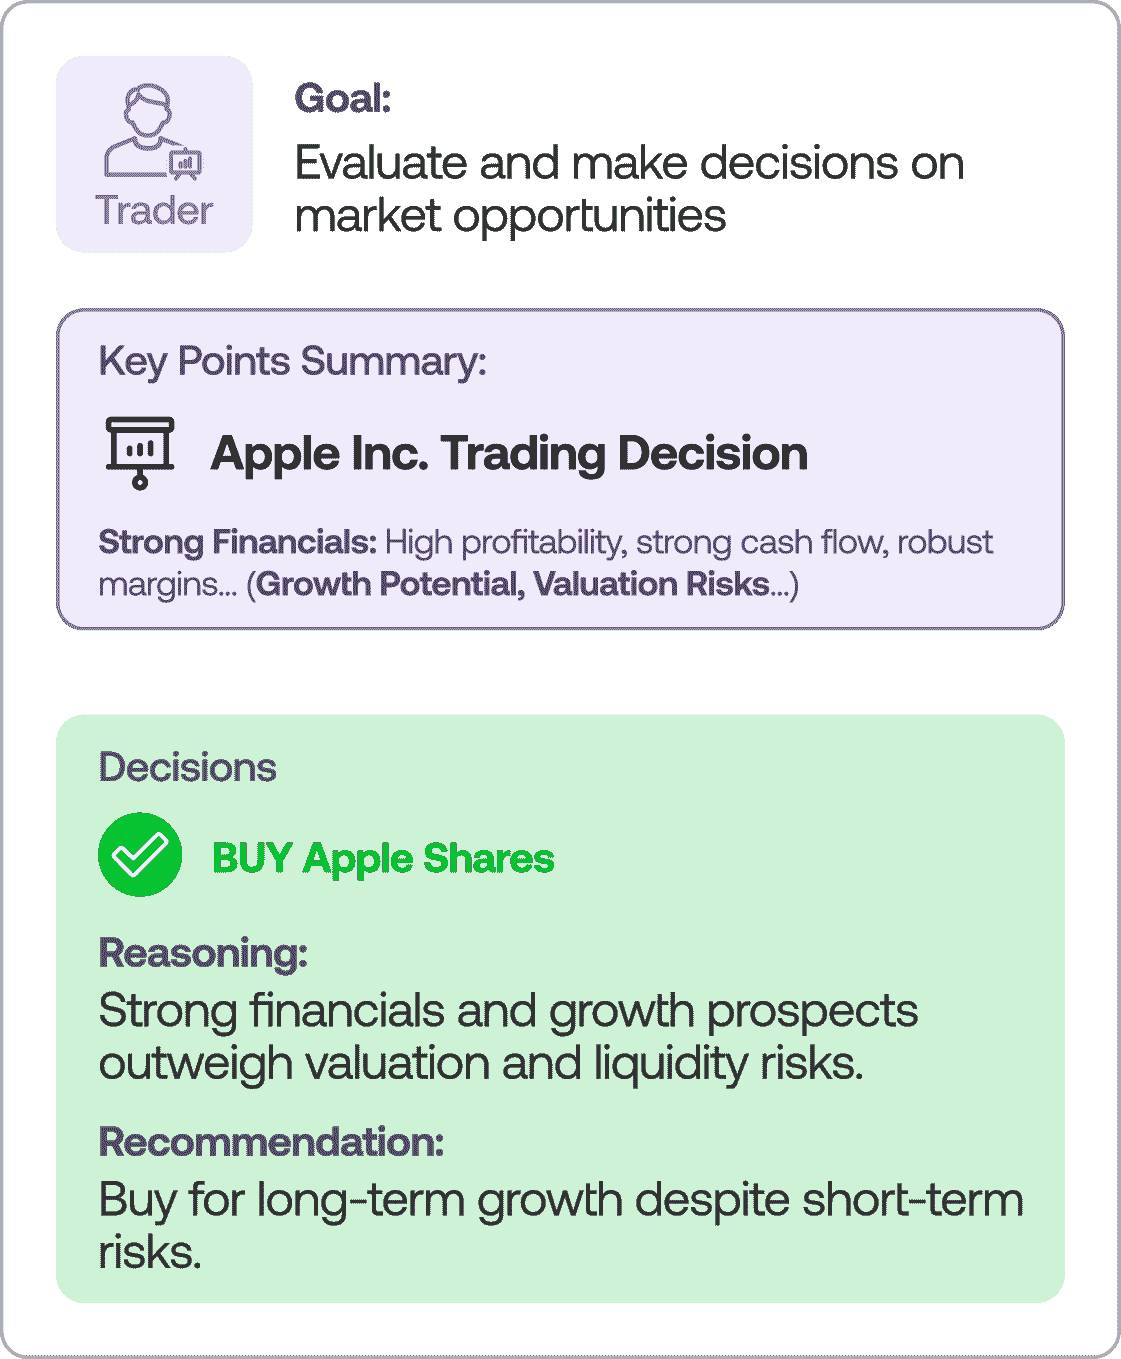 Trader
Goal:
Evaluate and make decisions on
market opportunities
Key Points Summary:
Apple Inc. Trading Decision
Strong Financials: High profitability, strong cash flow, robust
margins... (Growth Potential, Valuation Risks...)
Decisions
BUY Apple Shares
Reasoning:
Strong financials and growth prospects
outweigh valuation and liquidity risks.
Recommendation:
Buy for long-term growth despite short-term
risks.